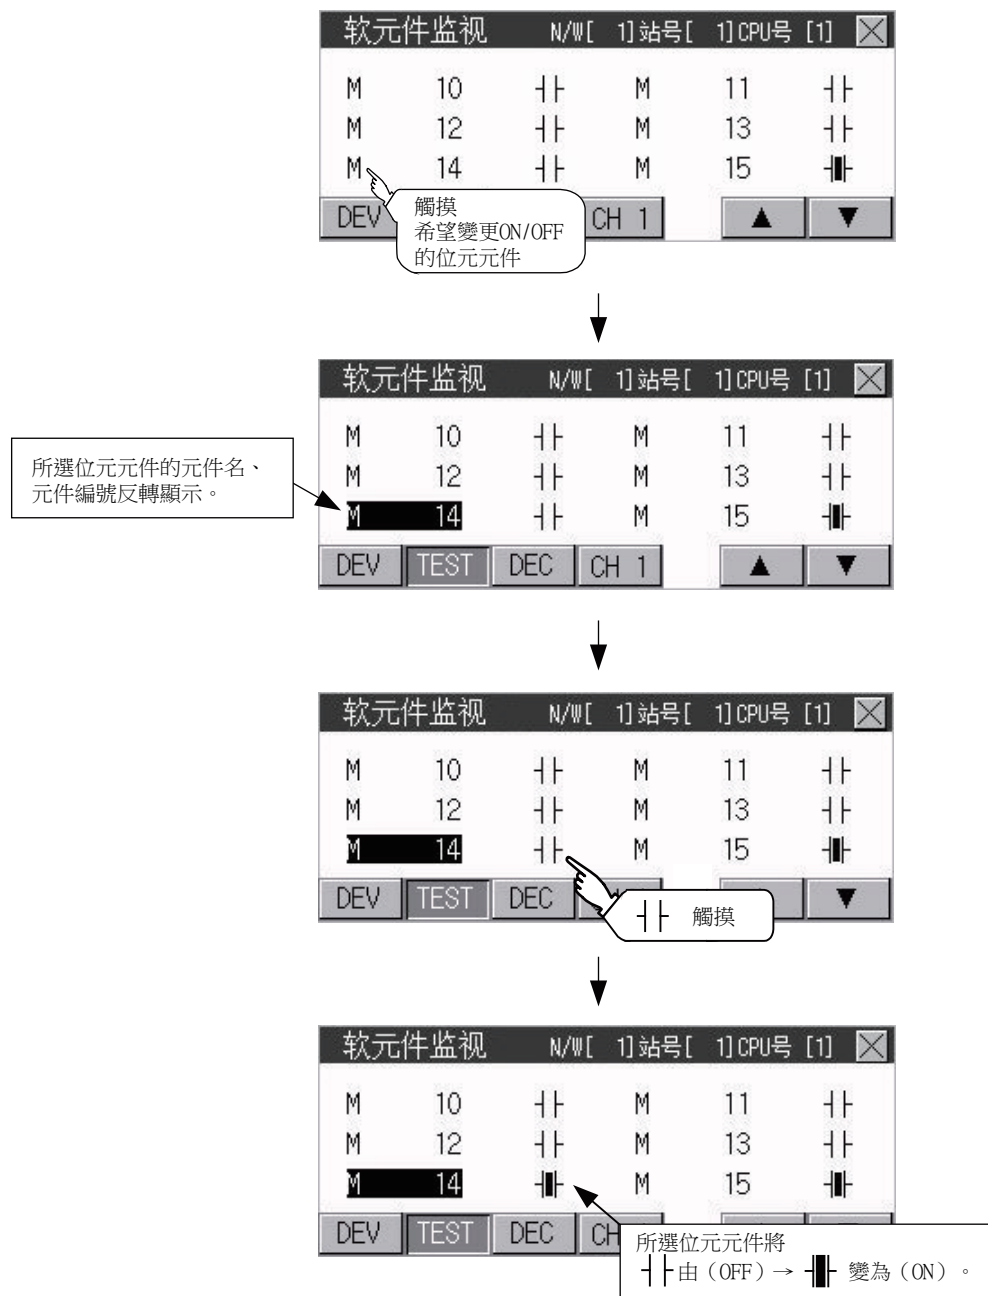 软元件监视 N/W[ 1]站号[ 1]CPU号 [1]
M 10 ┤├ M 11 ┤├
M 12 ┤├ M 13 ┤├
M 14 ┤├ M 15 ┤█├
DEV CH 1 ▲ ▼
觸摸
希望變更ON/OFF
的位元元件
软元件监视 N/W[ 1]站号[ 1]CPU号 [1]
M 10 ┤├ M 11 ┤├
M 12 ┤├ M 13 ┤├
M 14 ┤├ M 15 ┤█├
DEV TEST DEC CH 1 ▲ ▼
所選位元元件的元件名、
元件編號反轉顯示。
软元件监视 N/W[ 1]站号[ 1]CPU号 [1]
M 10 ┤├ M 11 ┤├
M 12 ┤├ M 13 ┤├
M 14 ┤├ M 15 ┤█├
DEV TEST DEC ▼
┤├ 觸摸
软元件监视 N/W[ 1]站号[ 1]CPU号 [1]
M 10 ┤├ M 11 ┤├
M 12 ┤├ M 13 ┤├
M 14 ┤█├ M 15 ┤█├
DEV TEST DEC CH
所選位元元件將
┤├由（OFF）→ ┤█├ 變為（ON）。